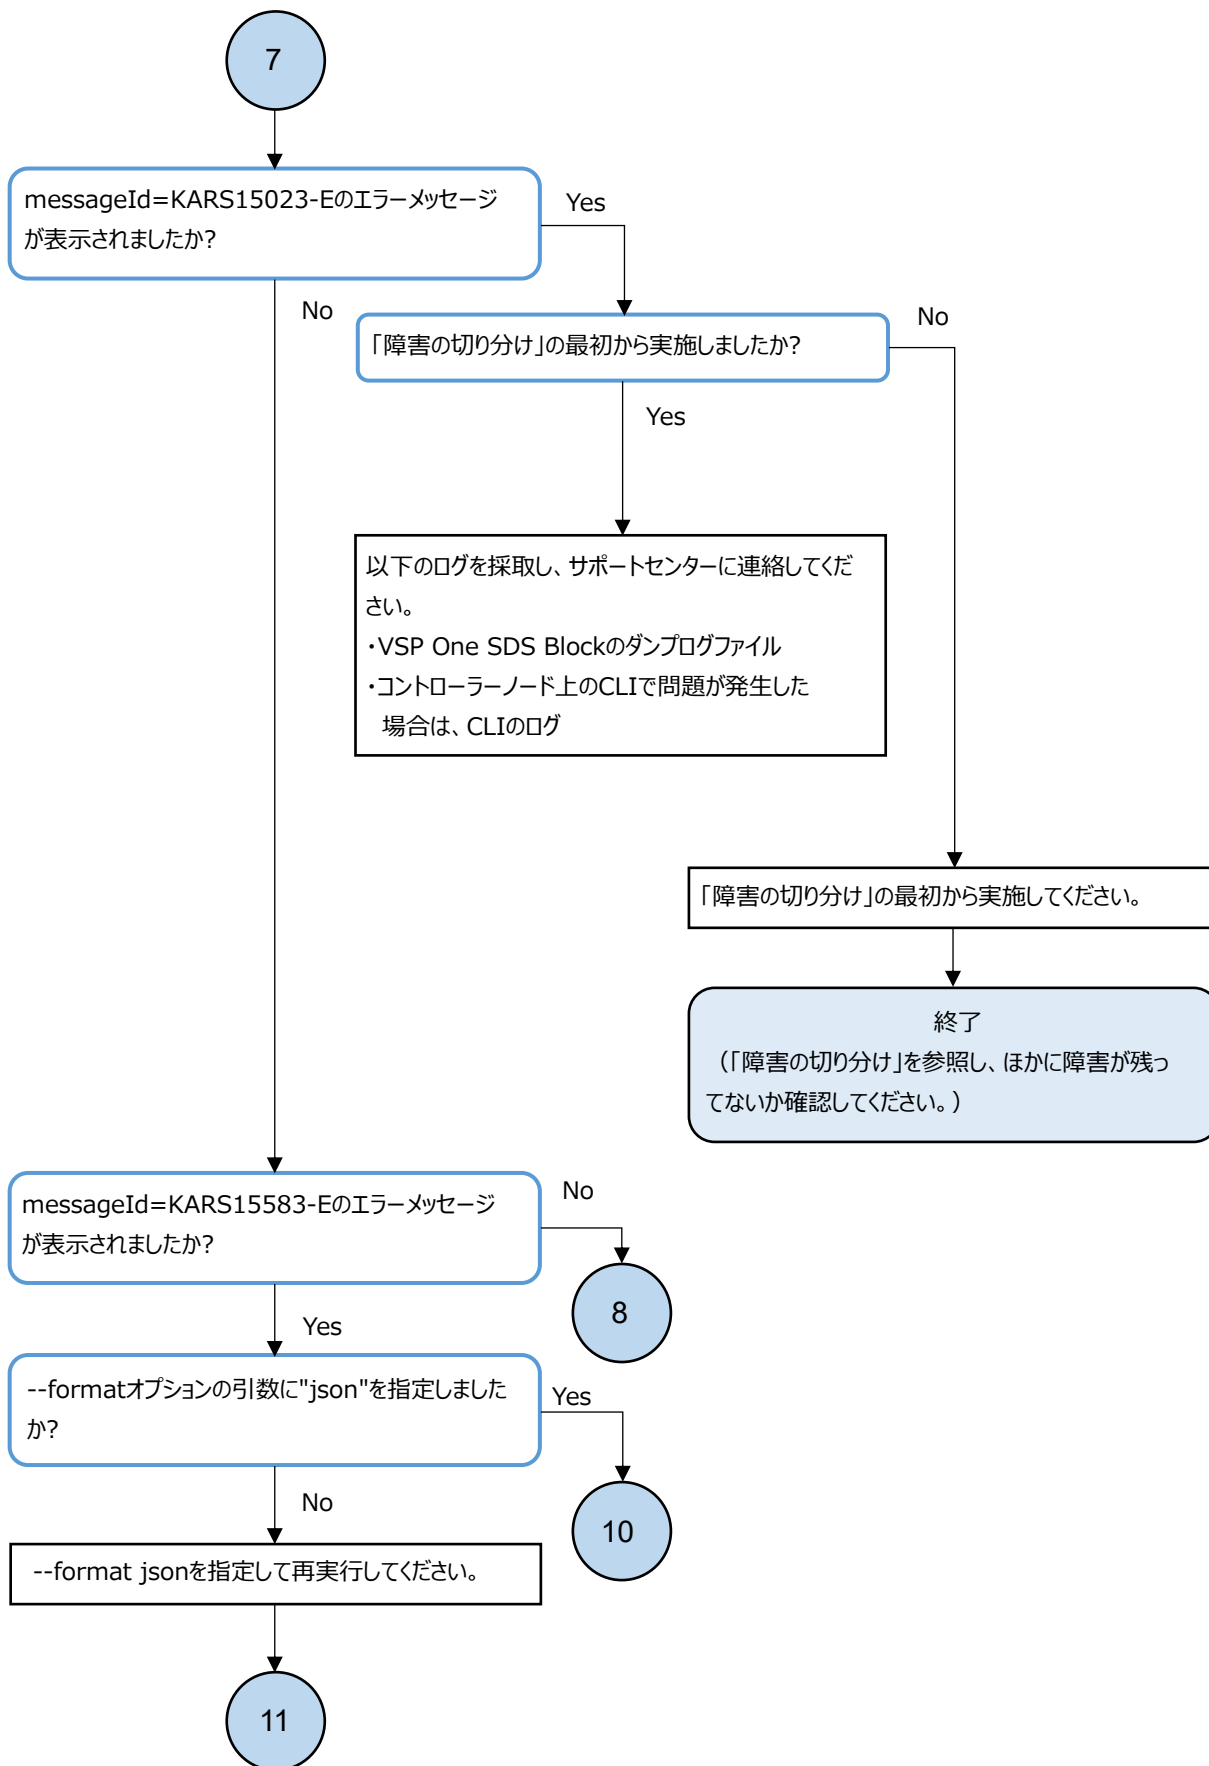 7
messageId=KARS15023-Eのエラーメッセージ
が表示されましたか?
Yes
No
「障害の切り分け」の最初から実施しましたか?
No
Yes
以下のログを採取し、サポートセンターに連絡してくだ
さい。
・VSP One SDS Blockのダンプログファイル
・コントローラーノード上のCLIで問題が発生した
場合は、CLIのログ
「障害の切り分け」の最初から実施してください。
終了
（「障害の切り分け」を参照し、ほかに障害が残っ
てないか確認してください。）
messageId=KARS15583-Eのエラーメッセージ
が表示されましたか?
No
8
Yes
--formatオプションの引数に"json"を指定しました
か?
Yes
10
No
--format jsonを指定して再実行してください。
11